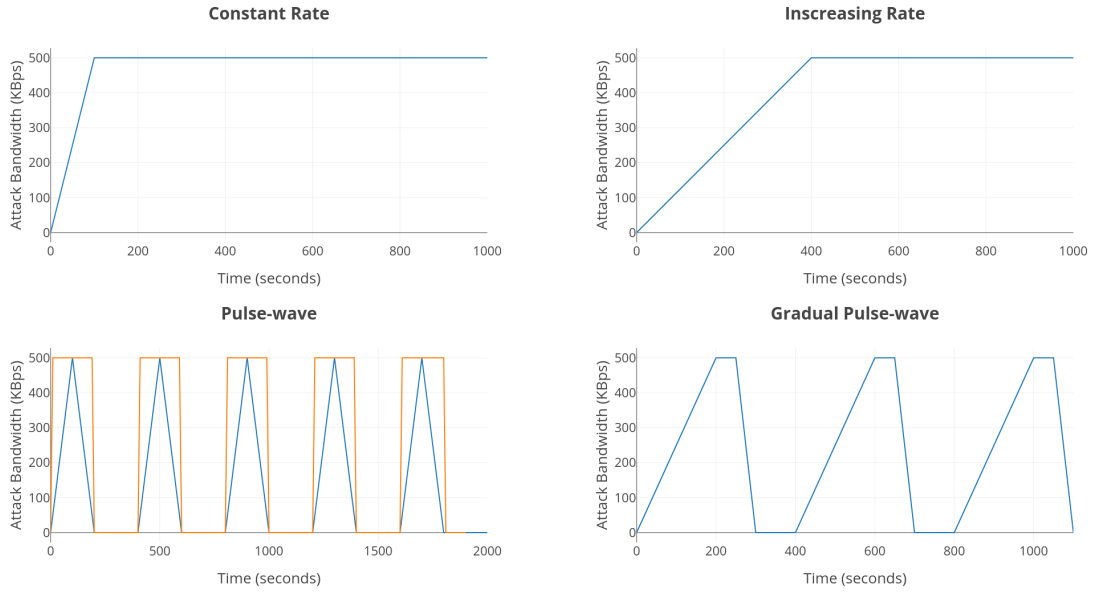 Constant Rate
Attack Bandwidth (KBps)
500
400
300
200
100
0
0 200 400 600 800 1000
Time (seconds)
Inscreasing Rate
Attack Bandwidth (KBps)
500
400
300
200
100
0
0 200 400 600 800 1000
Time (seconds)
Pulse-wave
Attack Bandwidth (KBps)
500
400
300
200
100
0
0 500 1000 1500 2000
Time (seconds)
Gradual Pulse-wave
Attack Bandwidth (KBps)
500
400
300
200
100
0
0 200 400 600 800 1000
Time (seconds)